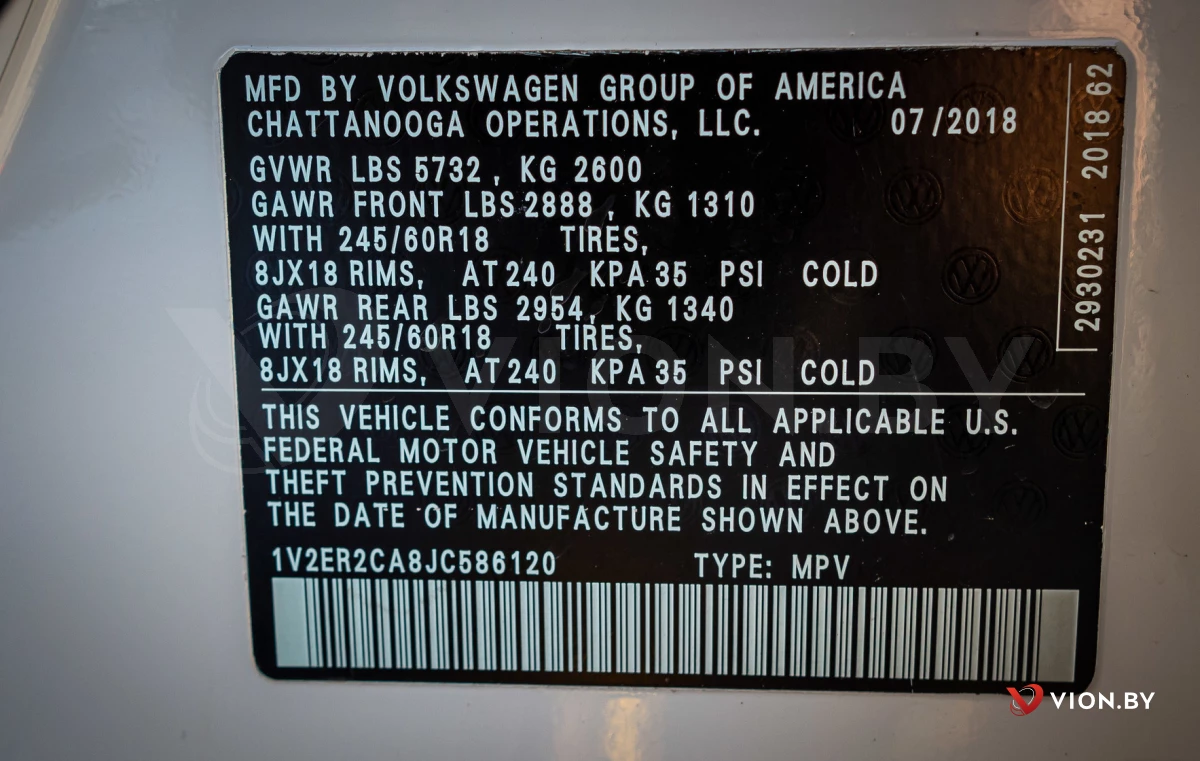 MFD BY VOLKSWAGEN GROUP OF AMERICA
CHATTANOOGA OPERATIONS, LLC. 07/2018
GVWR LBS 5732 , KG 2600
GAWR FRONT LBS 2888 , KG 1310
WITH 245/60R18 TIRES,
8JX18 RIMS, AT 240 KPA 35 PSI COLD
GAWR REAR LBS 2954, KG 1340
WITH 245/60R18 TIRES,
8JX18 RIMS, AT 240 KPA 35 PSI COLD
THIS VEHICLE CONFORMS TO ALL APPLICABLE U.S.
FEDERAL MOTOR VEHICLE SAFETY AND
THEFT PREVENTION STANDARDS IN EFFECT ON
THE DATE OF MANUFACTURE SHOWN ABOVE.
1V2ER2CA8JC586120 TYPE: MPV
2930231 2018 62
VION.BY
VION.BY